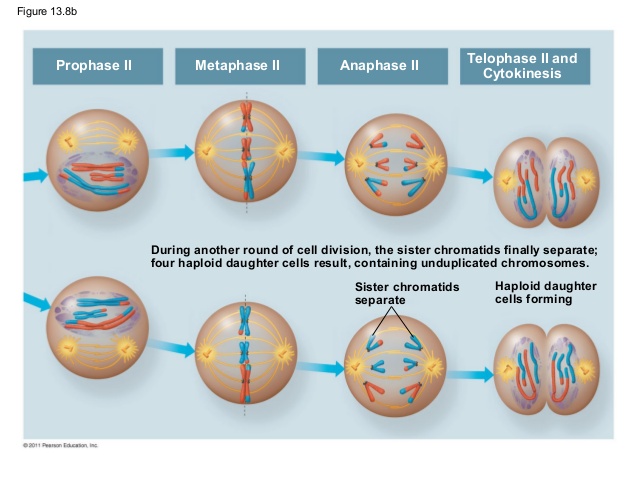 Figure 13.8b
Prophase II
Metaphase II
Anaphase II
Telophase II and
Cytokinesis
During another round of cell division, the sister chromatids finally separate;
four haploid daughter cells result, containing unduplicated chromosomes.
Sister chromatids
separate
Haploid daughter
cells forming
© 2011 Pearson Education, Inc.